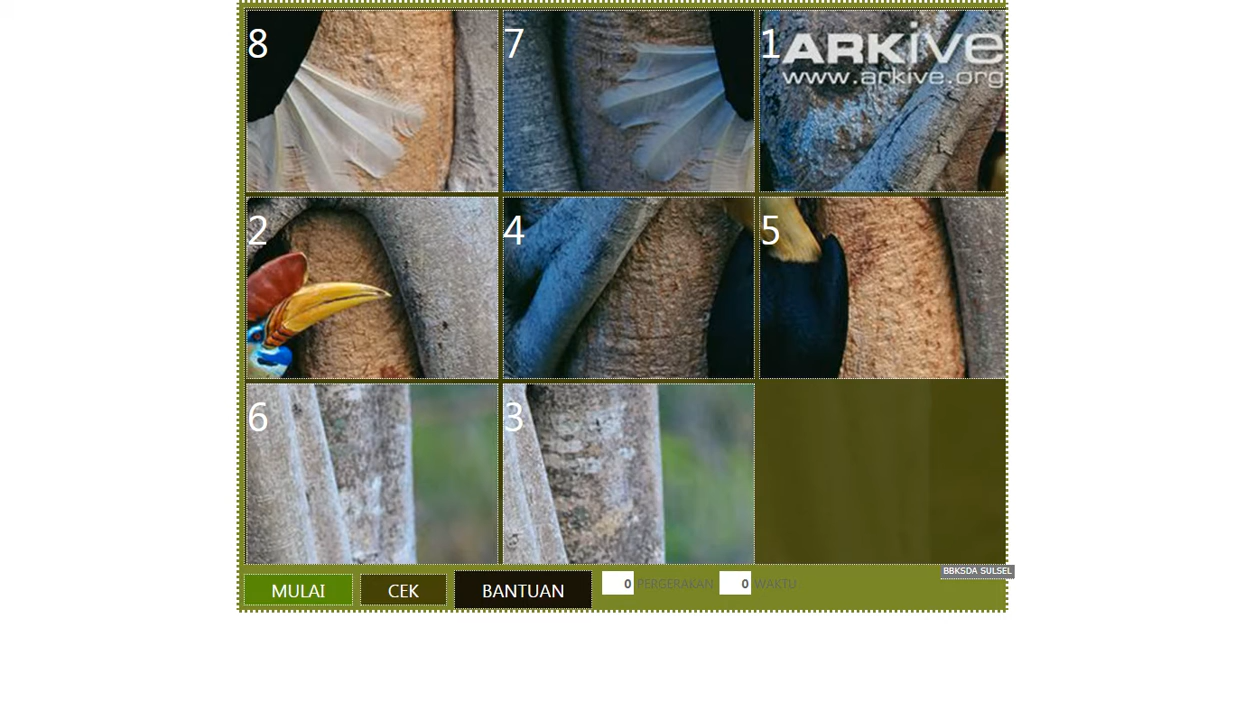 8
7
1
ARKive
www.arkive.org
2
4
5
6
3
BBKSDA SULSEL
MULAI
CEK
BANTUAN
0 PERGERAKAN
0 WAKTU